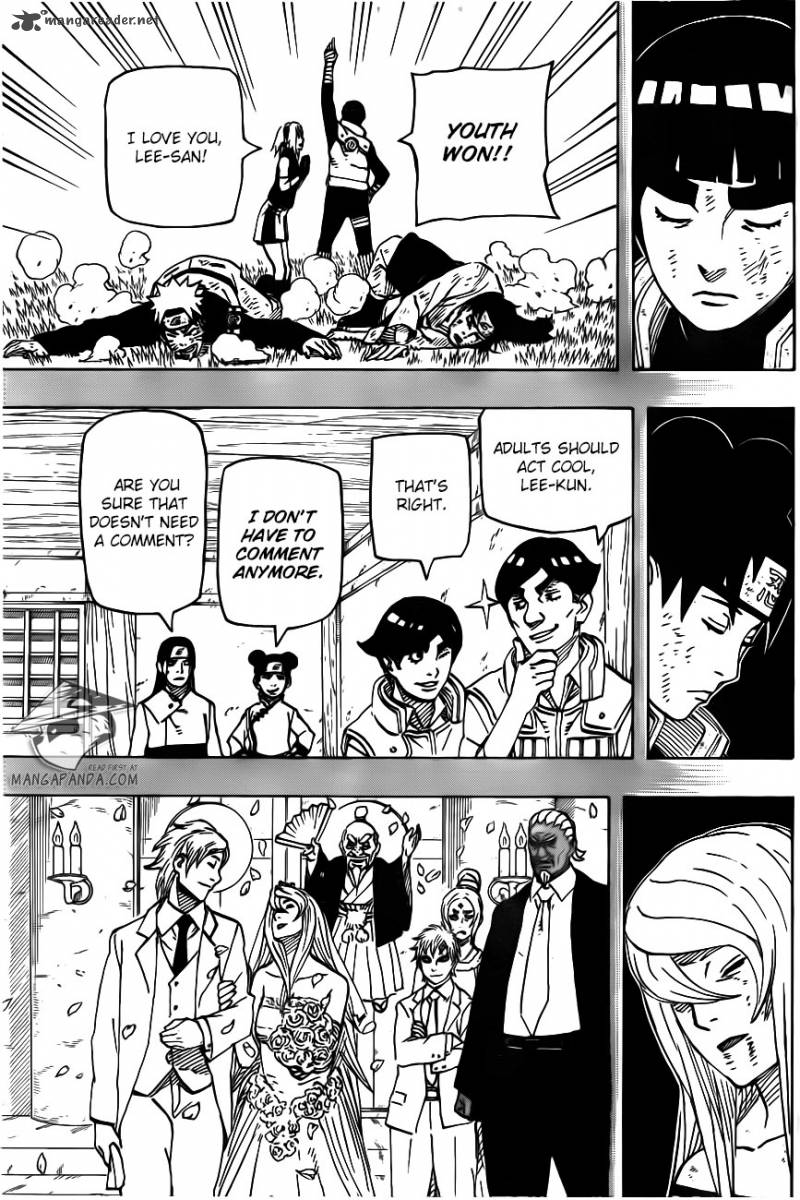 mangareader.net
YOUTH
WON!!
I LOVE YOU,
LEE-SAN!
ADULTS SHOULD
ACT COOL,
LEE-KUN.
THAT'S
RIGHT.
I DON'T
HAVE TO
COMMENT
ANYMORE.
ARE YOU
SURE THAT
DOESN'T NEED
A COMMENT?
忍
READ FIRST AT
MANGAPANDA.COM